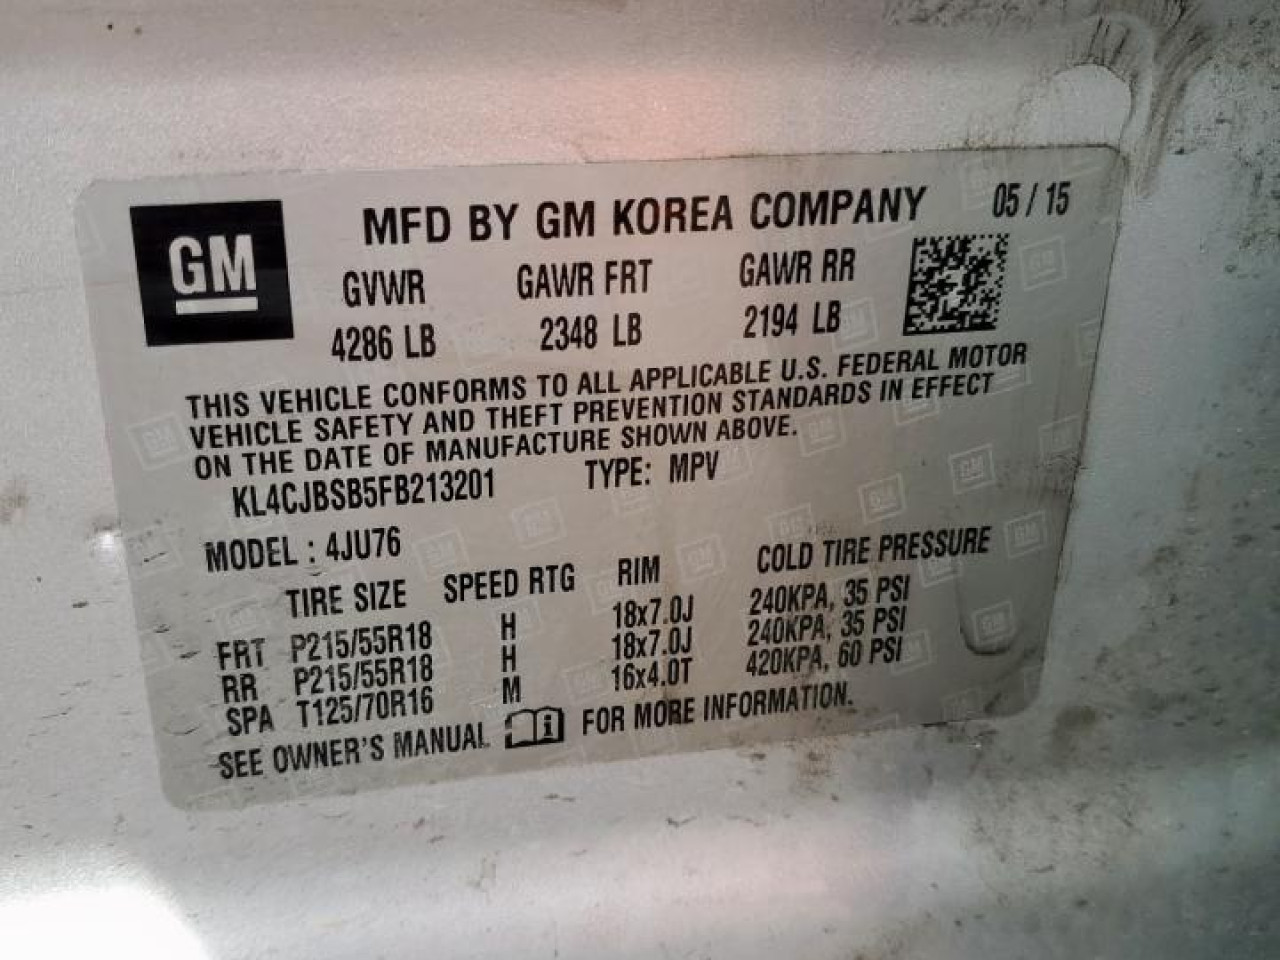 GM
MFD BY GM KOREA COMPANY 05 / 15
GVWR GAWR FRT GAWR RR
4286 LB 2348 LB 2194 LB
THIS VEHICLE CONFORMS TO ALL APPLICABLE U.S. FEDERAL MOTOR
VEHICLE SAFETY AND THEFT PREVENTION STANDARDS IN EFFECT
ON THE DATE OF MANUFACTURE SHOWN ABOVE.
KL4CJBSB5FB213201 TYPE: MPV
MODEL : 4JU76
TIRE SIZE SPEED RTG RIM COLD TIRE PRESSURE
FRT P215/55R18 H 18x7.0J 240KPA, 35 PSI
RR P215/55R18 H 18x7.0J 240KPA, 35 PSI
SPA T125/70R16 M 16x4.0T 420KPA, 60 PSI
SEE OWNER'S MANUAL i FOR MORE INFORMATION.